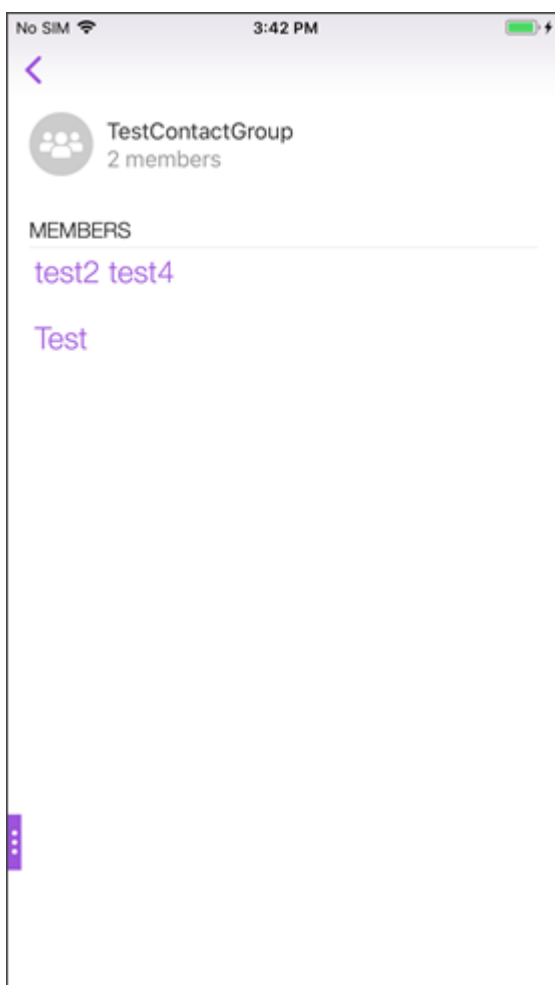 No SIM 3:42 PM
TestContactGroup
2 members
MEMBERS
test2 test4
Test